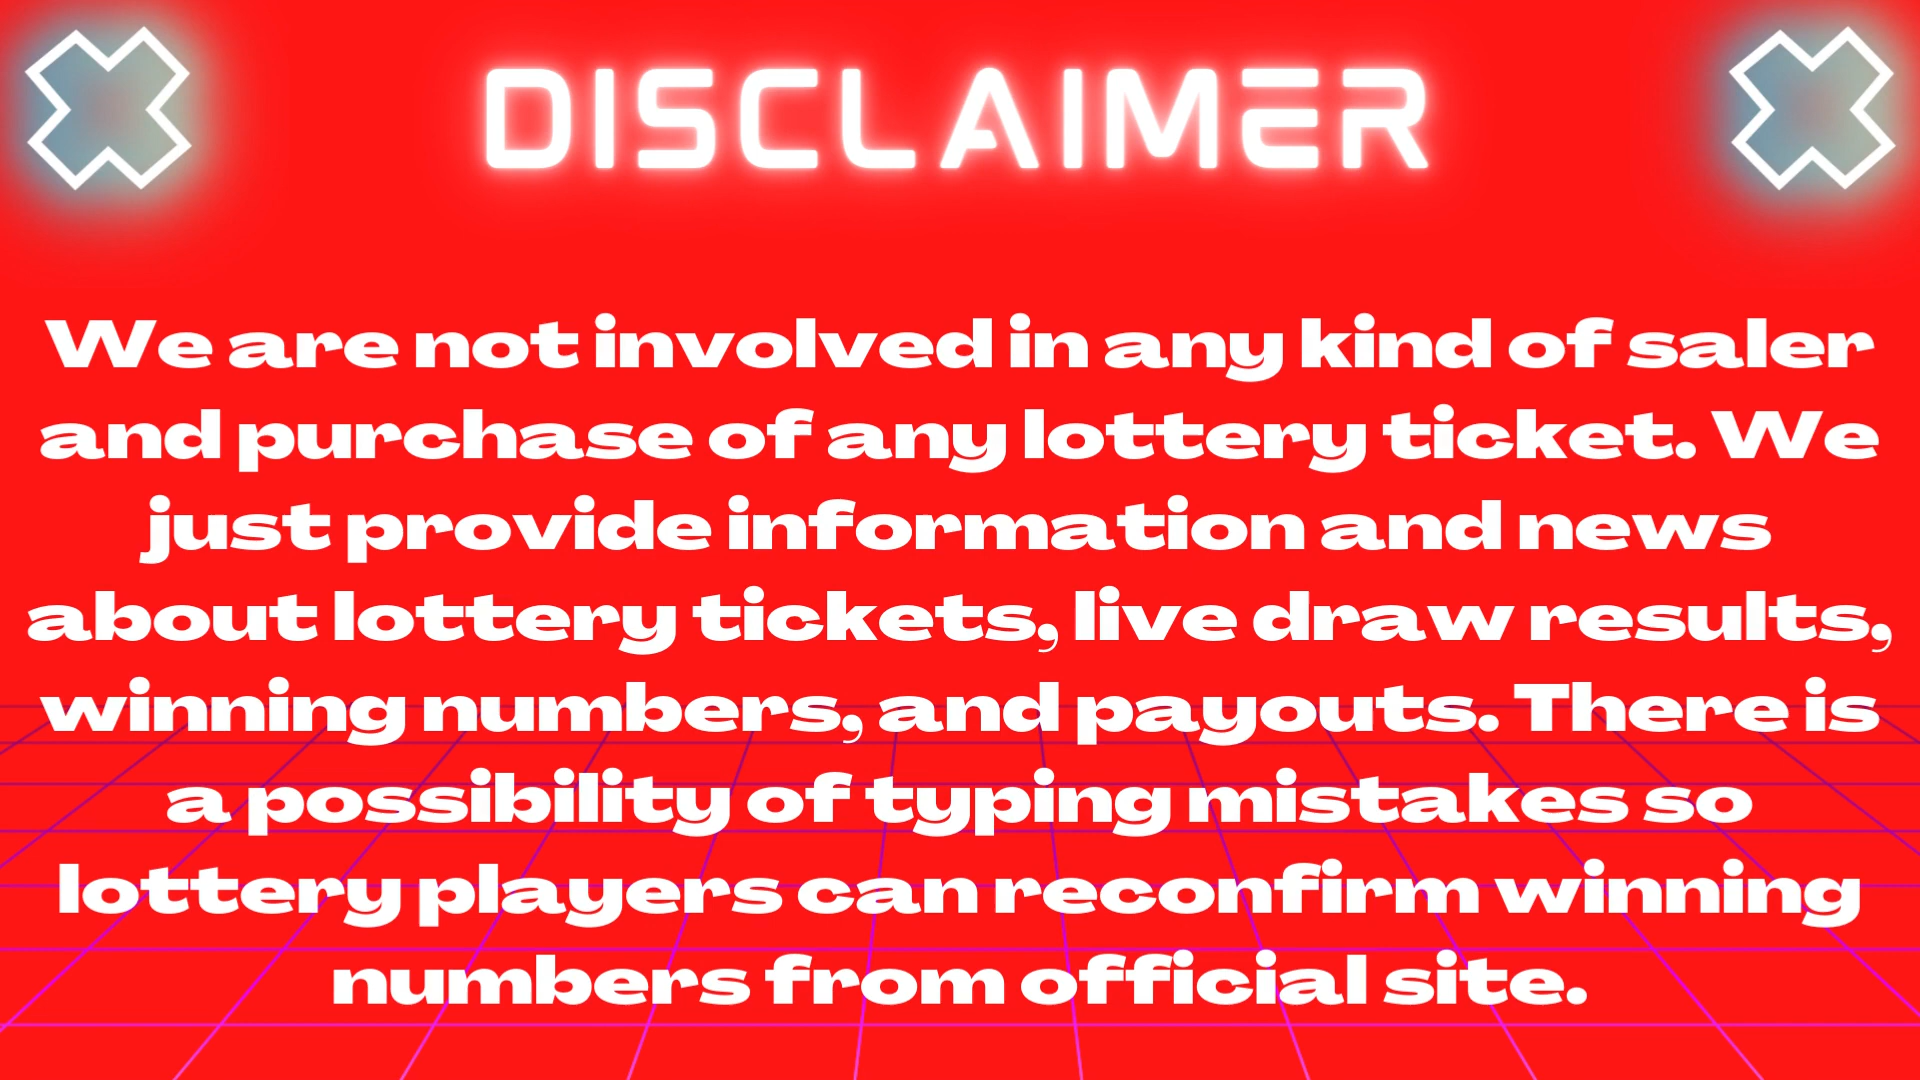 DISCLAIMER
We are not involved in any kind of saler
and purchase of any lottery ticket. We
just provide information and news
about lottery tickets, live draw results,
winning numbers, and payouts. There is
a possibility of typing mistakes so
lottery players can reconfirm winning
numbers from official site.